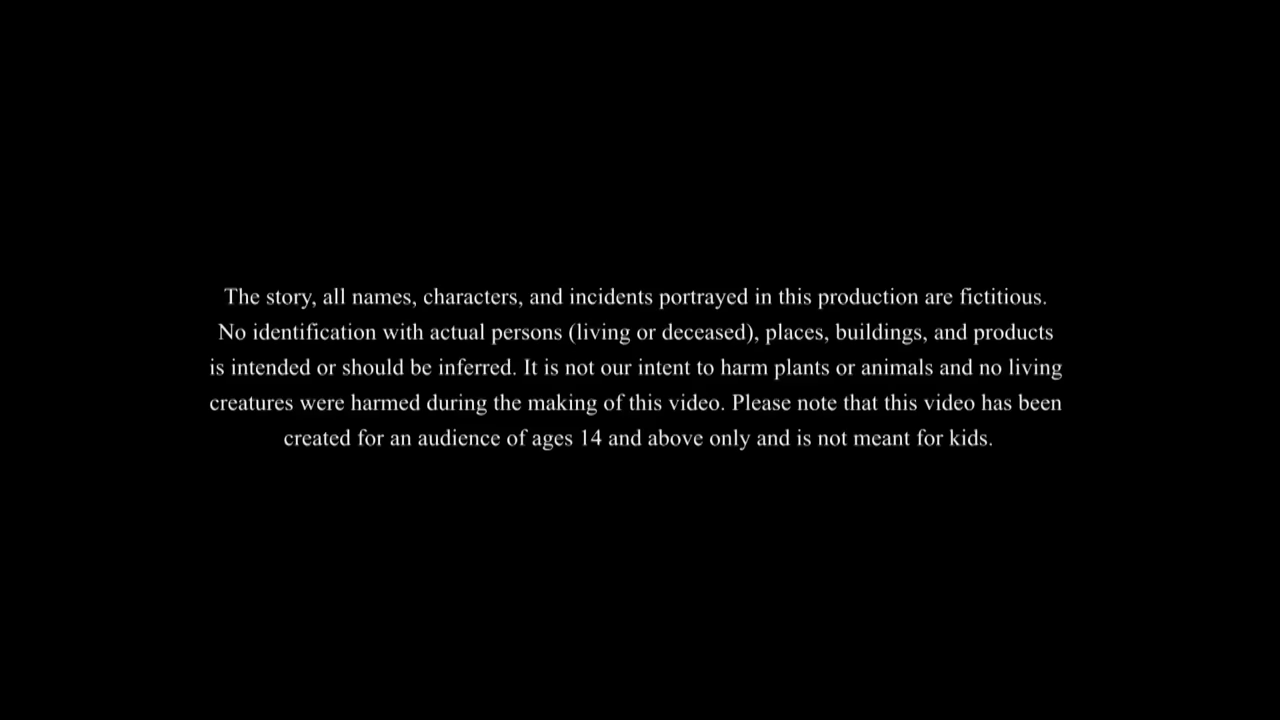 The story, all names, characters, and incidents portrayed in this production are fictitious.
No identification with actual persons (living or deceased), places, buildings, and products
is intended or should be inferred. It is not our intent to harm plants or animals and no living
creatures were harmed during the making of this video. Please note that this video has been
created for an audience of ages 14 and above only and is not meant for kids.